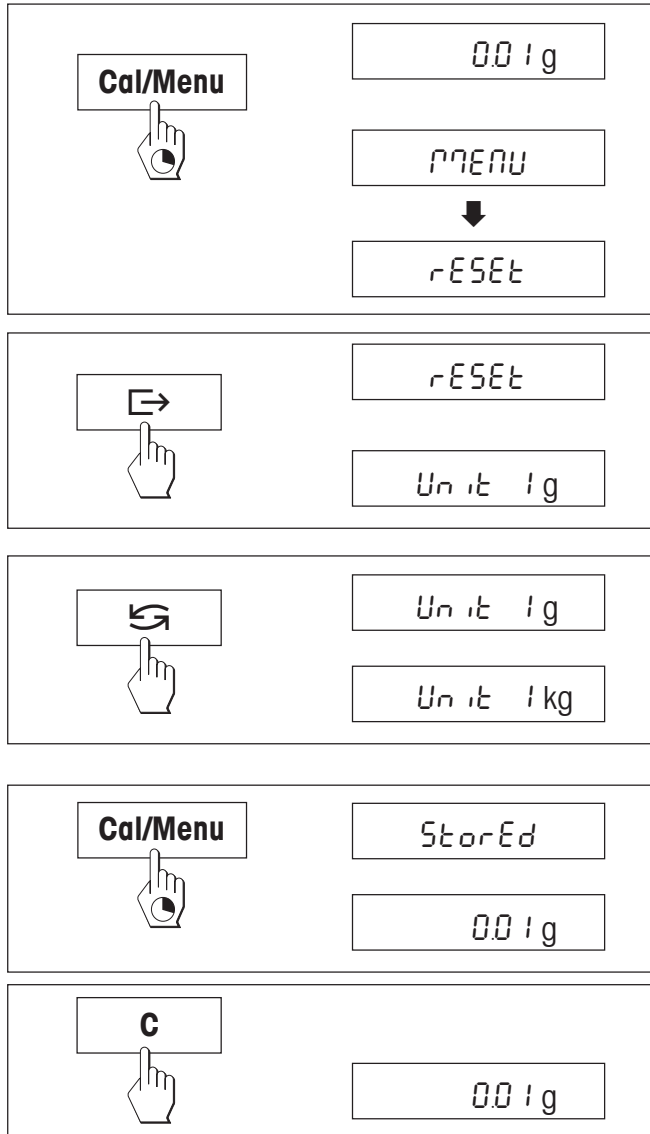 Cal/Menu
0.01 g
MENU
rESEt
rESEt
Unit 1 g
Unit 1 g
Unit 1 kg
Cal/Menu
StorEd
0.01 g
C
0.01 g